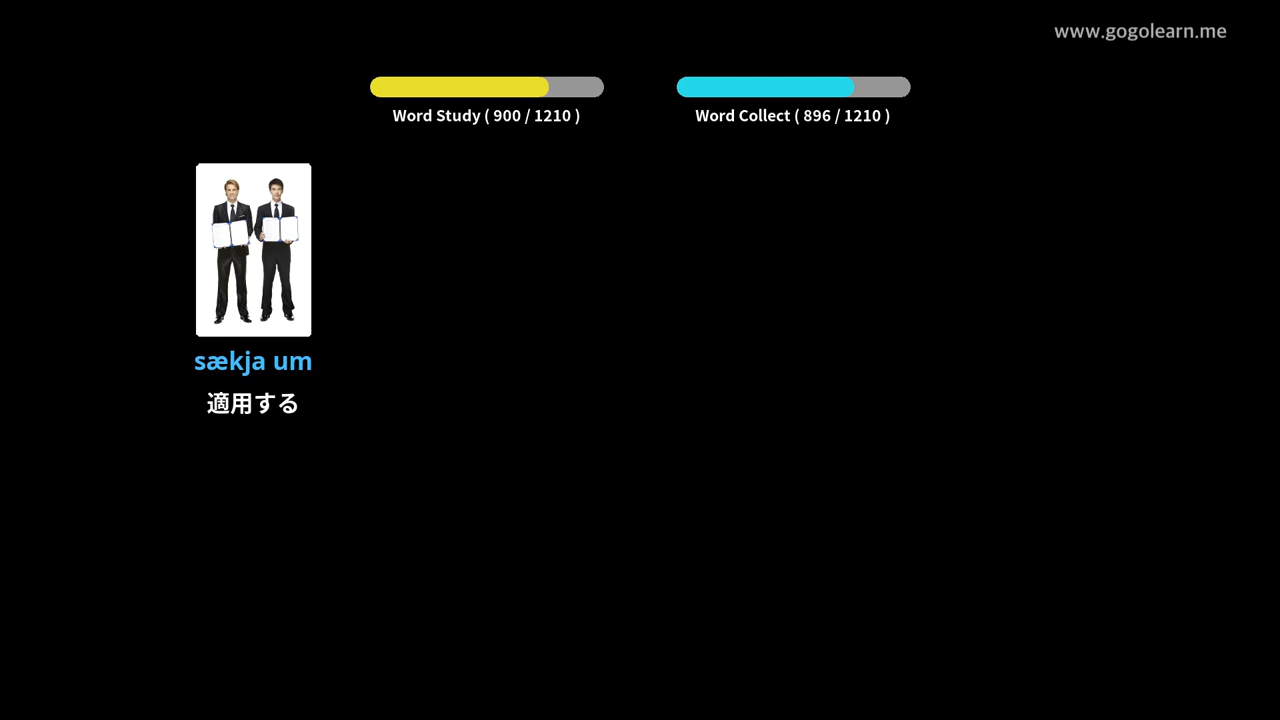 www.gogolearn.me
Word Study ( 900 / 1210 )
Word Collect ( 896 / 1210 )
sækja um
適用する